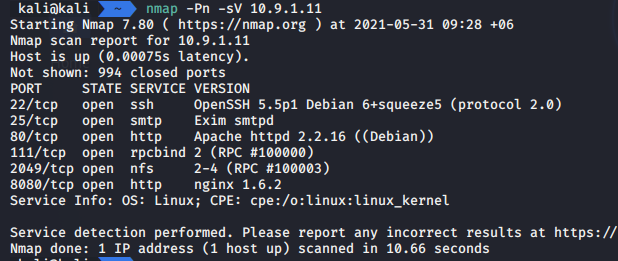 kali@kali ~ nmap -Pn -sV 10.9.1.11
Starting Nmap 7.80 ( https://nmap.org ) at 2021-05-31 09:28 +06
Nmap scan report for 10.9.1.11
Host is up (0.00075s latency).
Not shown: 994 closed ports
PORT     STATE SERVICE VERSION
22/tcp   open  ssh     OpenSSH 5.5p1 Debian 6+squeeze5 (protocol 2.0)
25/tcp   open  smtp    Exim smtpd
80/tcp   open  http    Apache httpd 2.2.16 ((Debian))
111/tcp  open  rpcbind 2 (RPC #100000)
2049/tcp open  nfs     2-4 (RPC #100003)
8080/tcp open  http    nginx 1.6.2
Service Info: OS: Linux; CPE: cpe:/o:linux:linux_kernel
Service detection performed. Please report any incorrect results at https://
Nmap done: 1 IP address (1 host up) scanned in 10.66 seconds
kali@kali ~